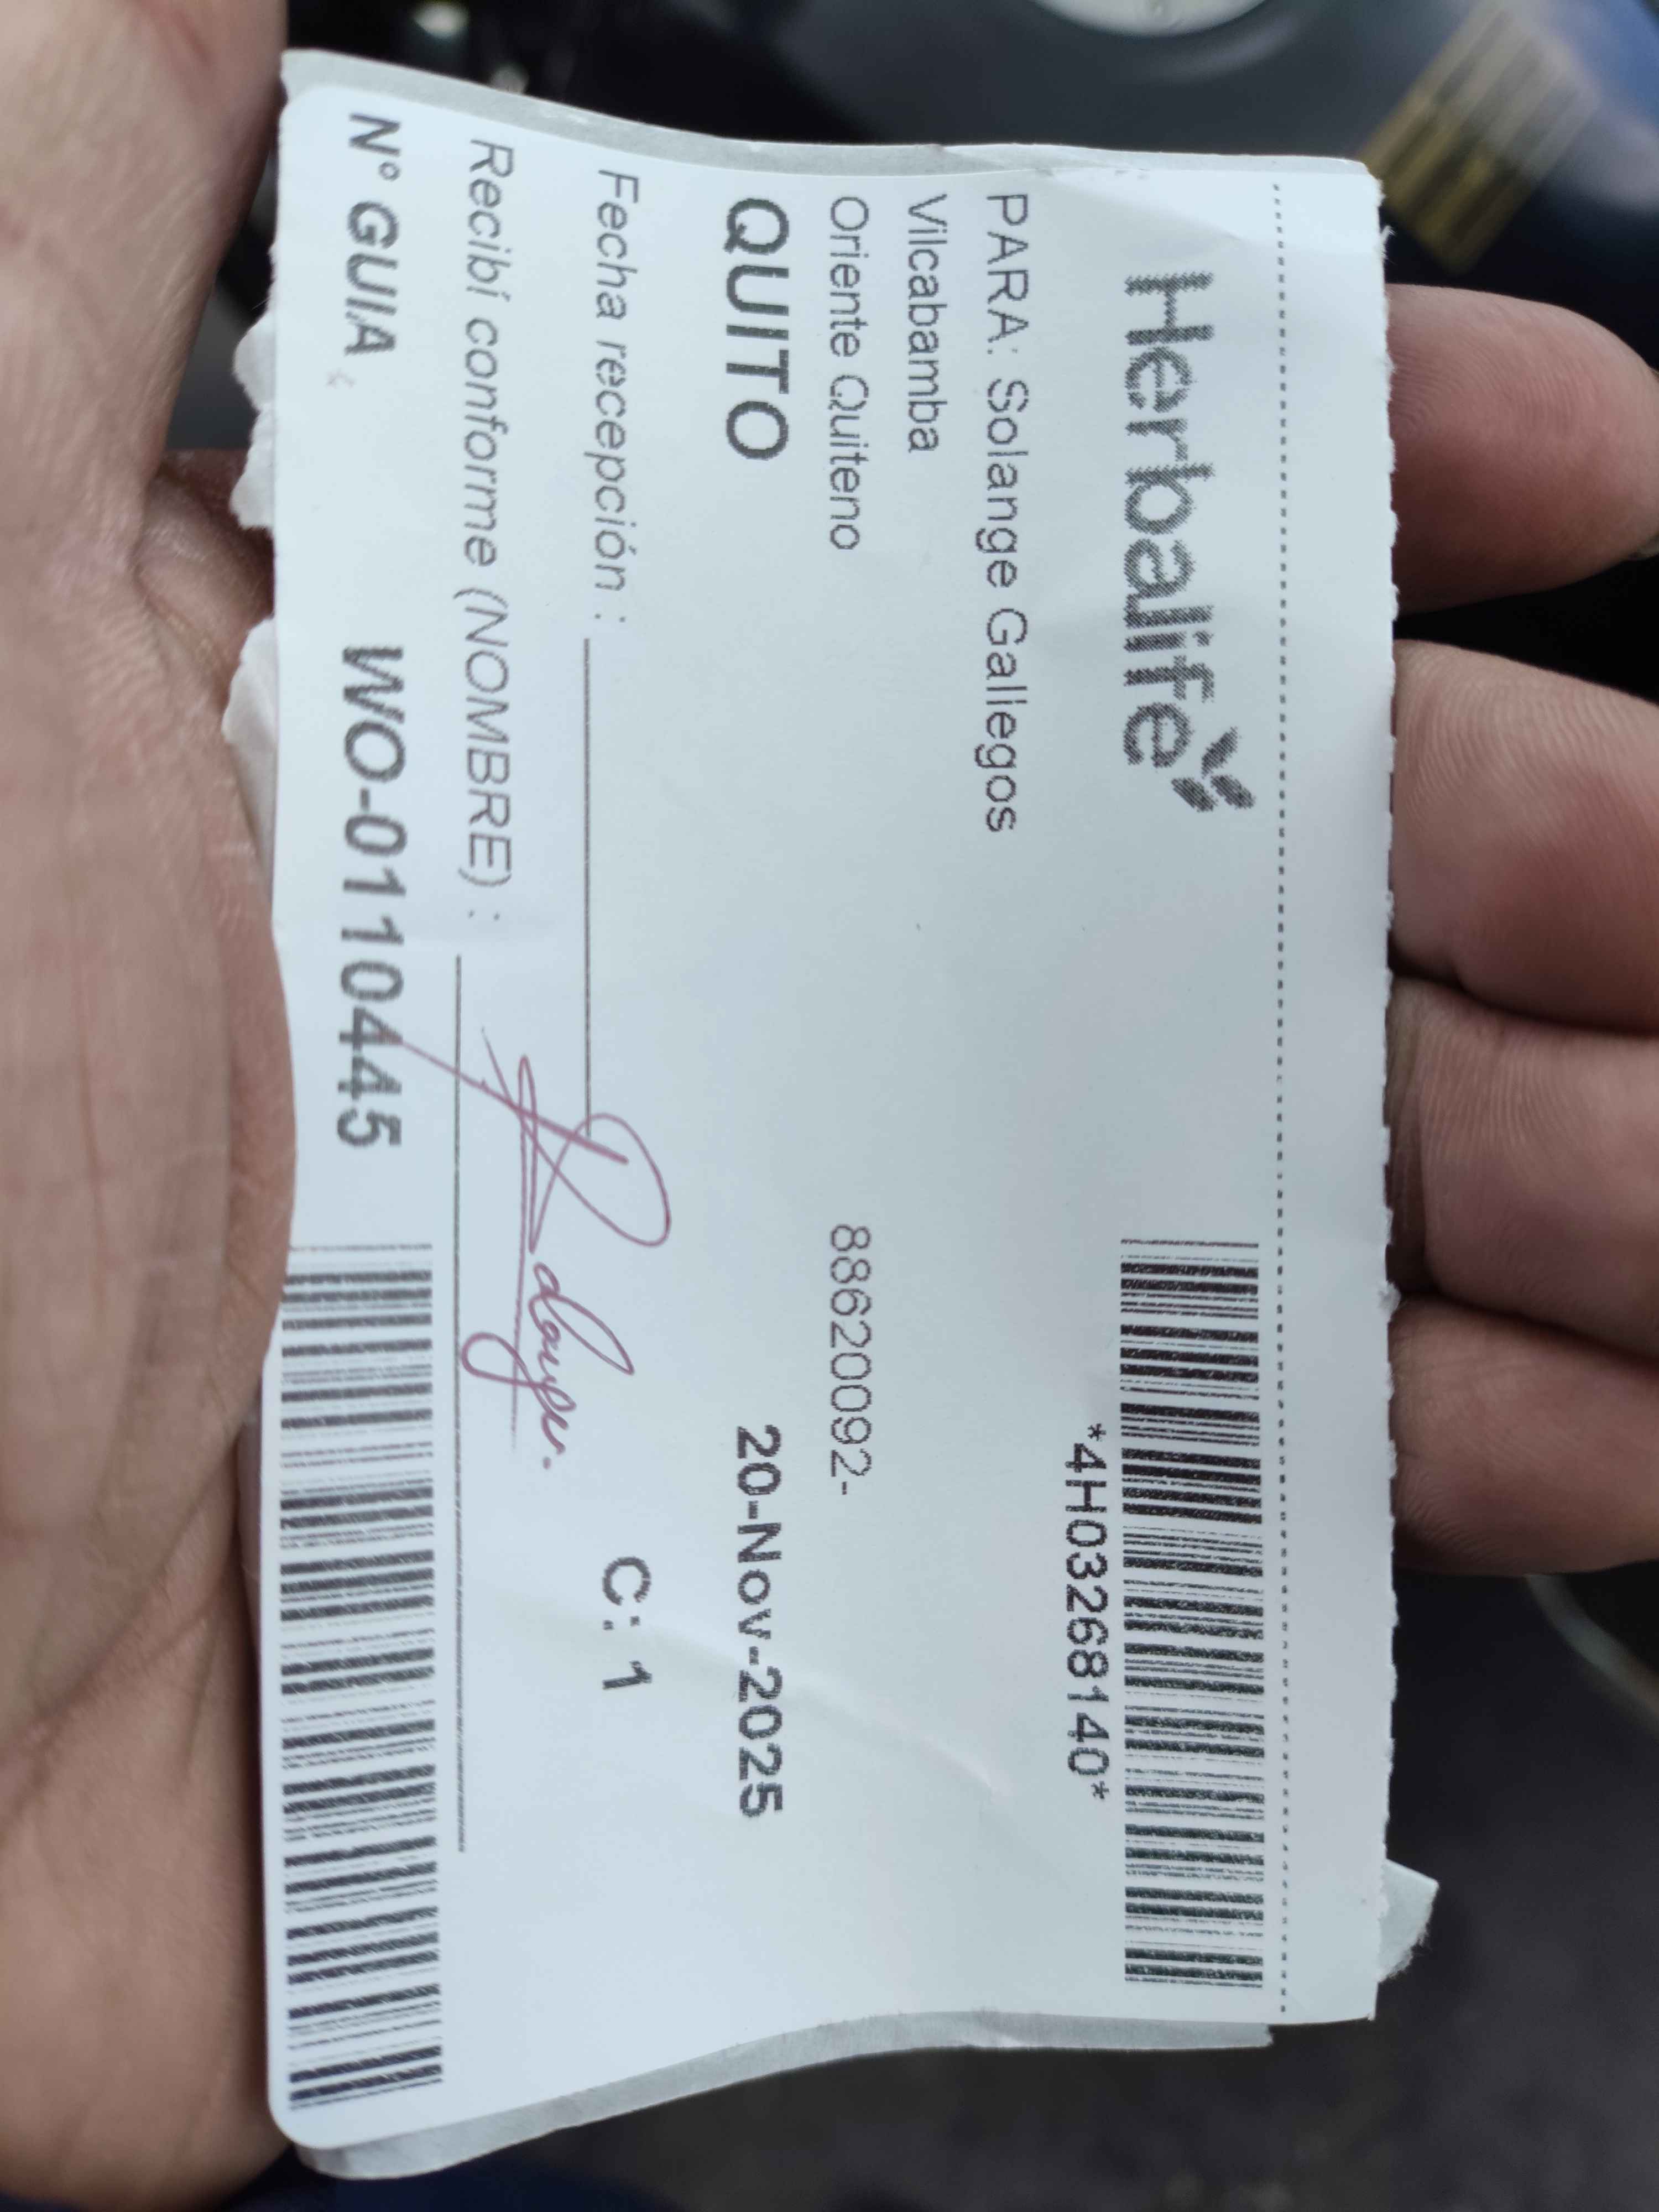 Herbalife
*4H03268140*
PARA: Solange Gallegos
Vilcabamba
Oriente Quiteno 88620092-
QUITO 20-Nov-2025
Fecha recepción : C: 1
Recibí conforme (NOMBRE) :
N° GUIA WO-0110445